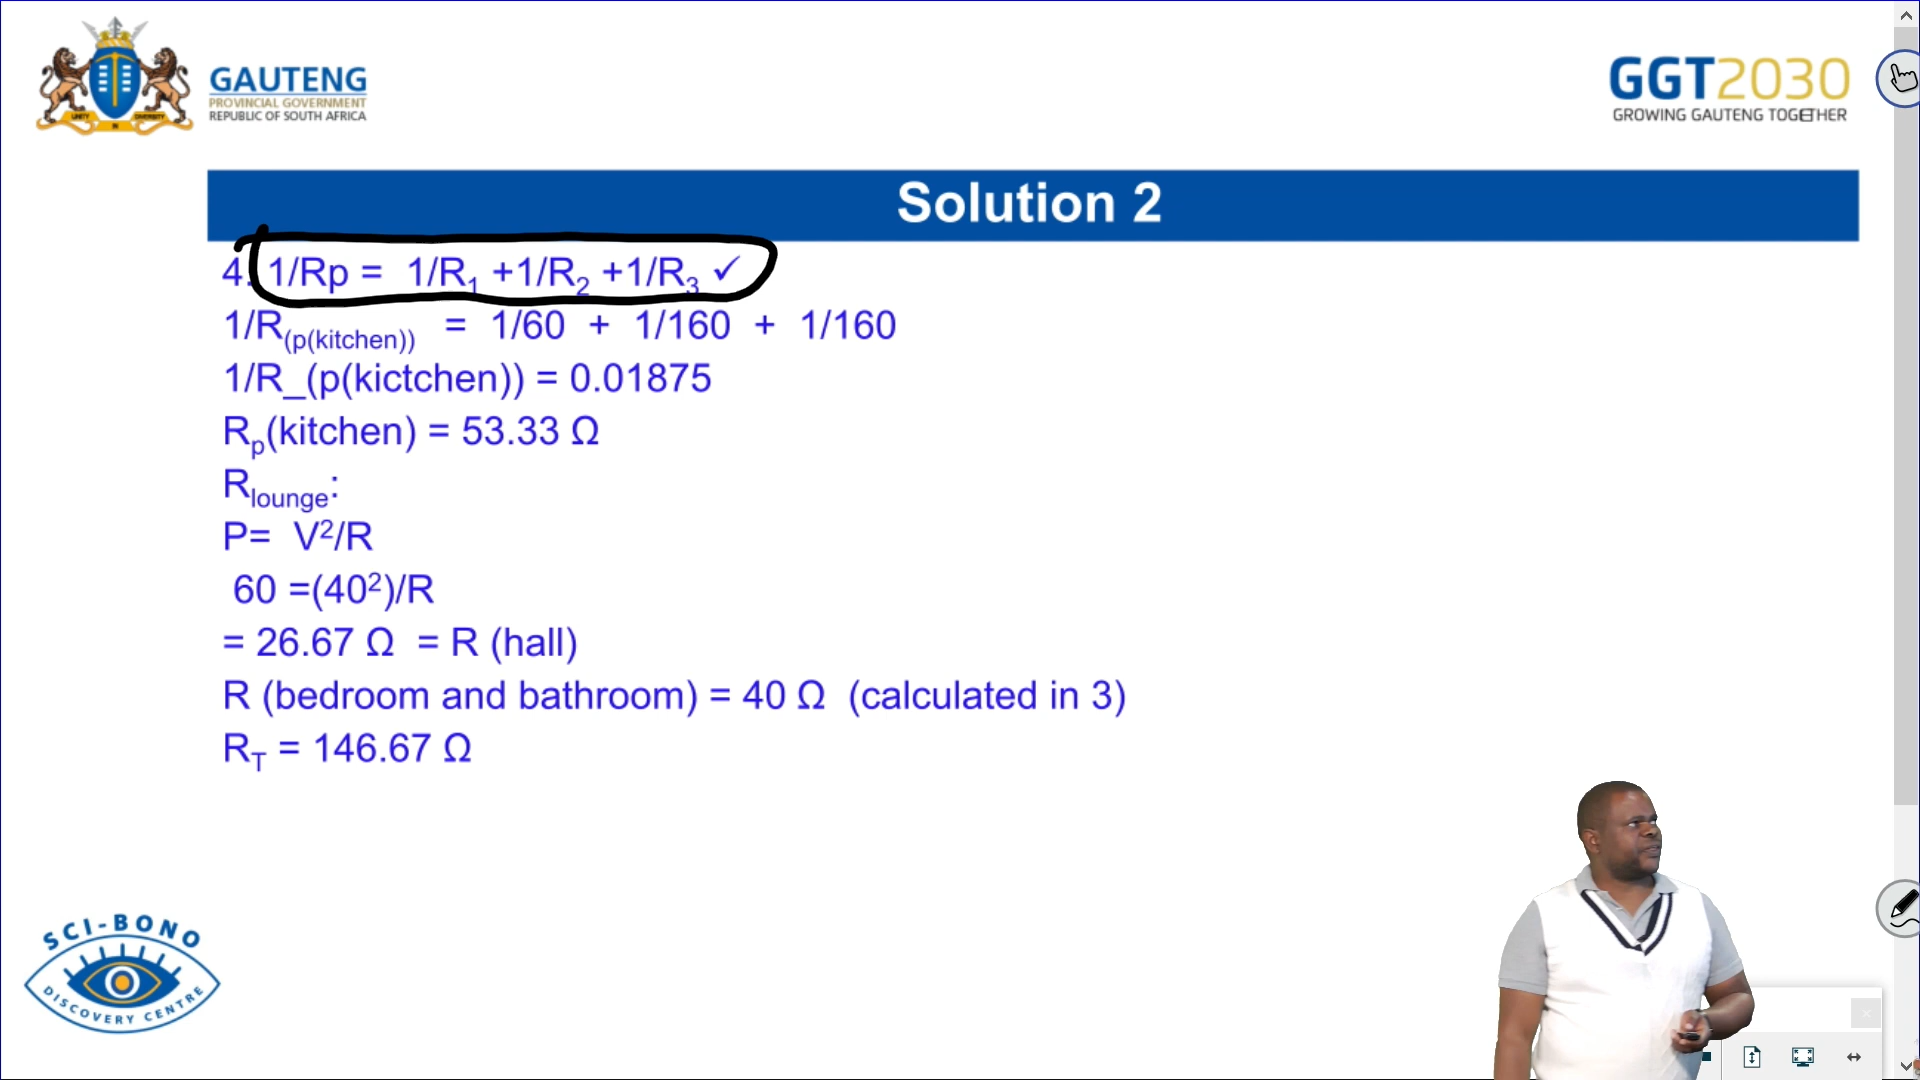 GAUTENG
PROVINCIAL GOVERNMENT
REPUBLIC OF SOUTH AFRICA
UNITY IN DIVERSITY
GGT2030
GROWING GAUTENG TOGETHER
Solution 2
4. 1/Rp = 1/R₁ +1/R₂ +1/R₃ ✓
1/R₍p(kitchen))  = 1/60 + 1/160 + 1/160
1/R_(p(kictchen)) = 0.01875
Rₚ(kitchen) = 53.33 Ω
Rlounge:
P= V²/R
60 =(40²)/R
= 26.67 Ω = R (hall)
R (bedroom and bathroom) = 40 Ω (calculated in 3)
RT = 146.67 Ω
SCI-BONO
DISCOVERY CENTRE